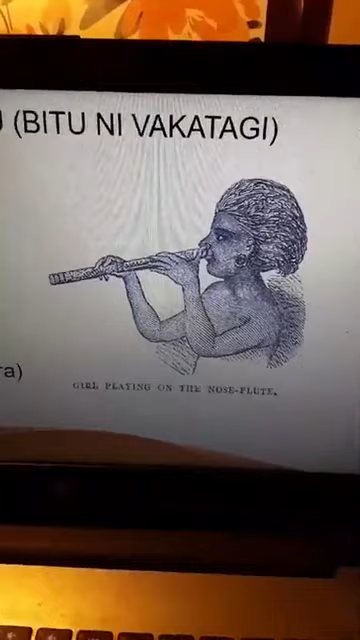 (BITU NI VAKATAGI)
ra)
GIRL PLAYING ON THE NOSE-FLUTE,